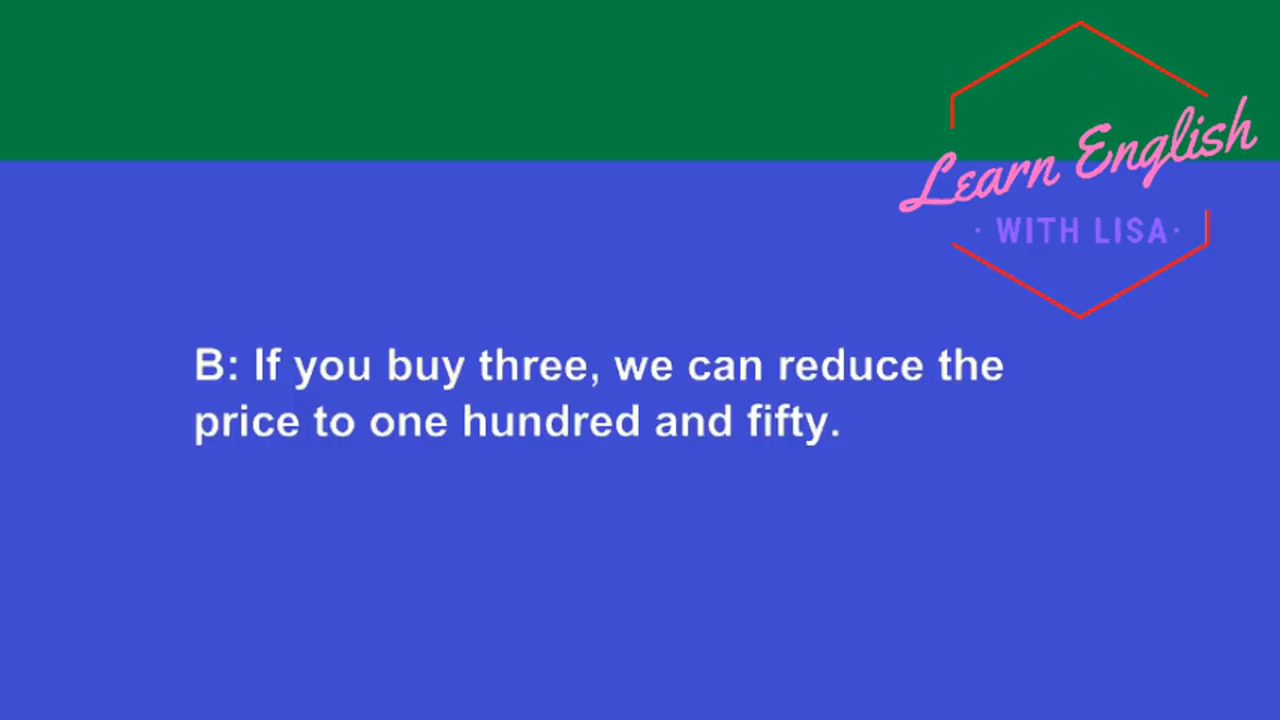 Learn English
· WITH LISA·
B: If you buy three, we can reduce the
price to one hundred and fifty.